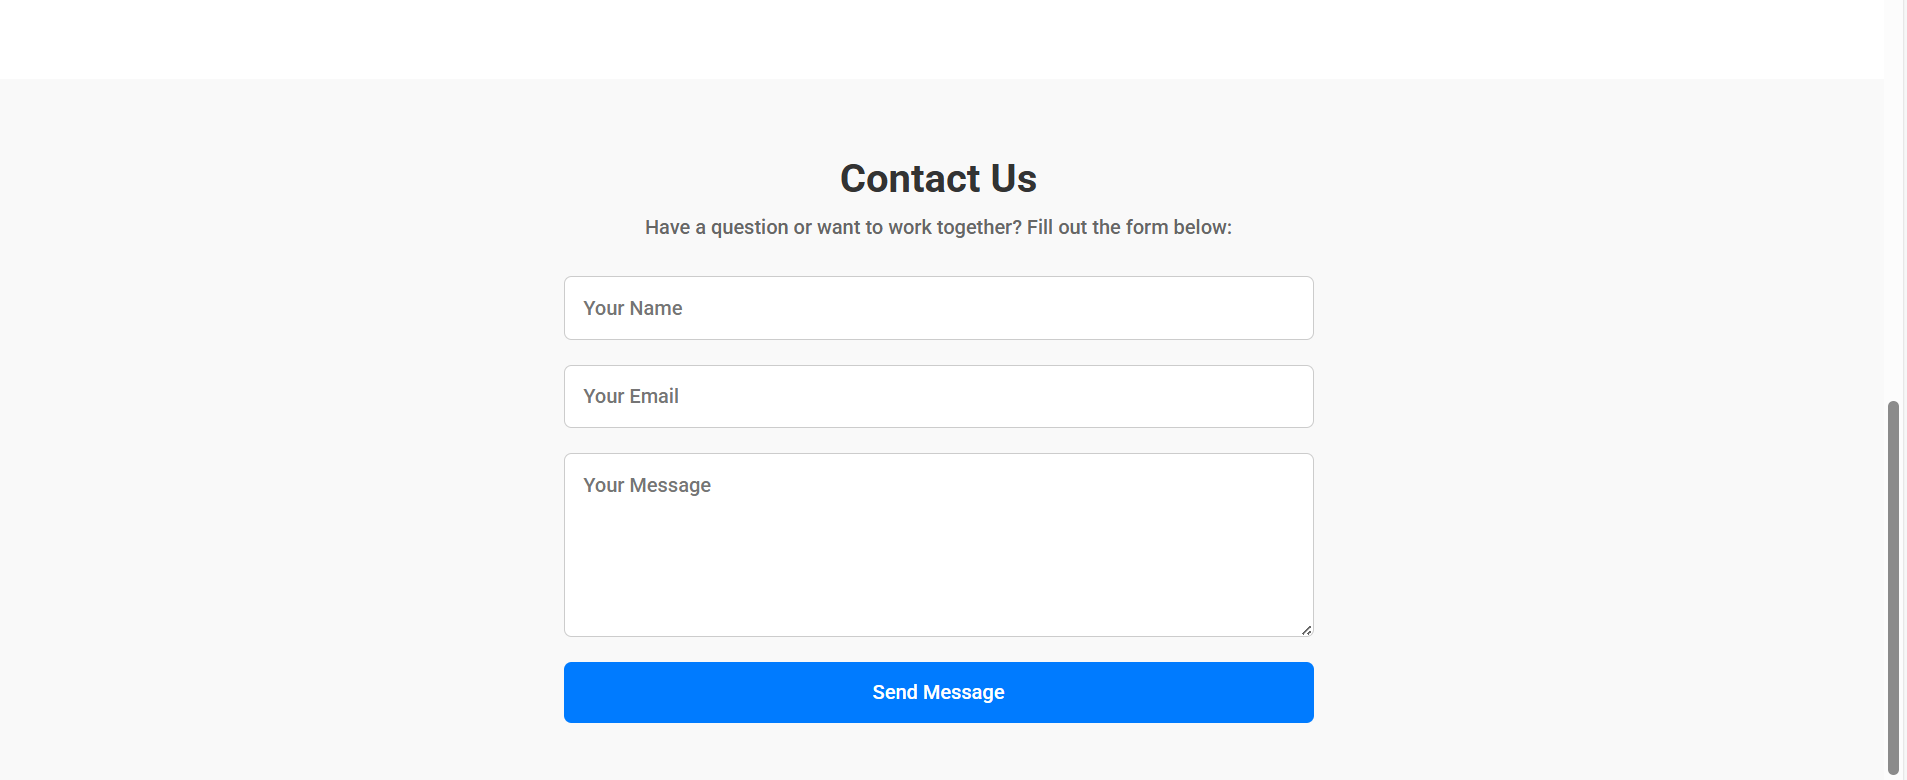 Contact Us
Have a question or want to work together? Fill out the form below:
Your Name
Your Email
Your Message
Send Message